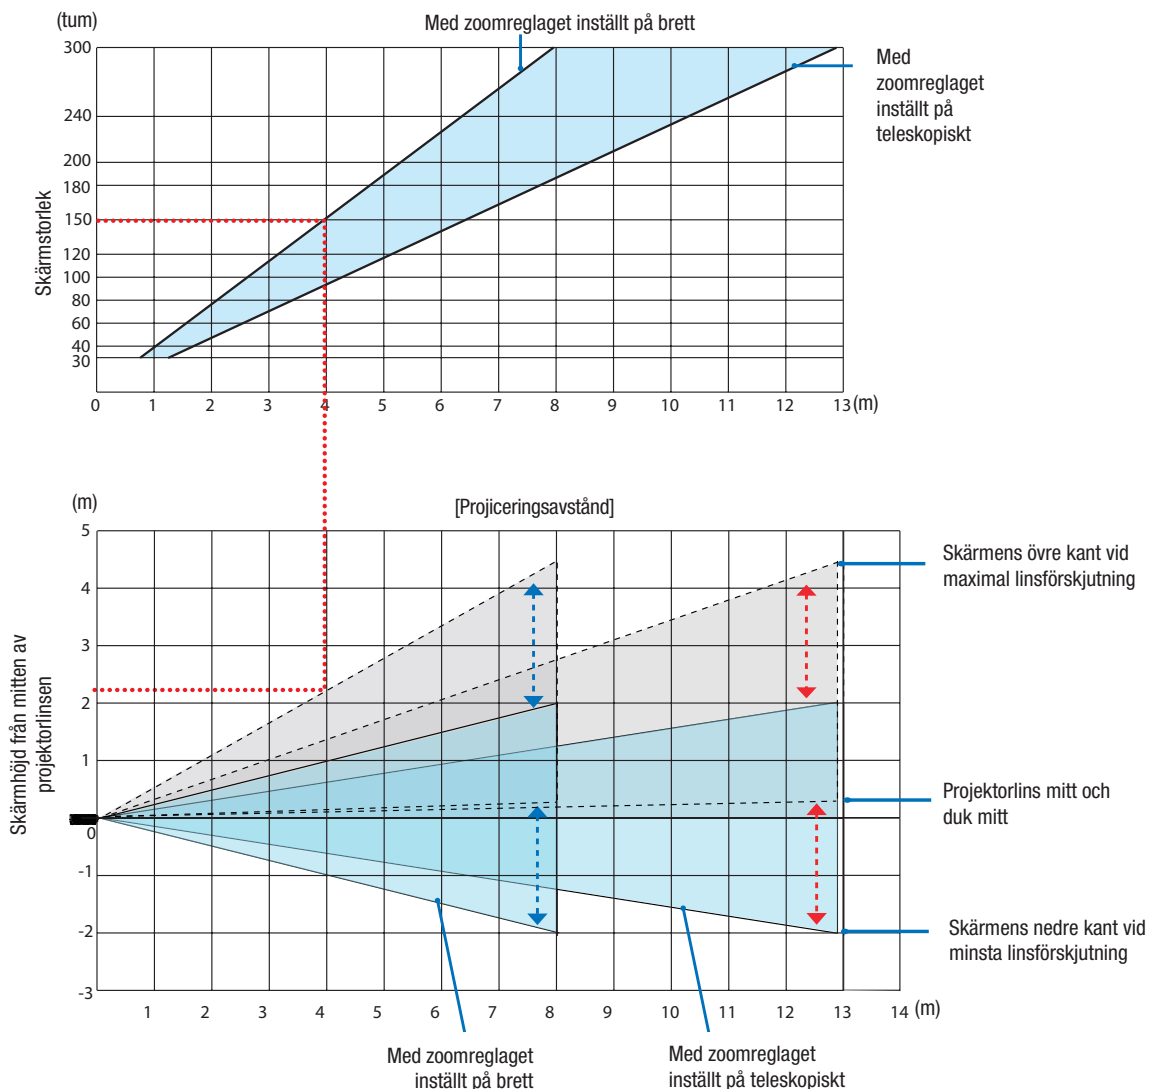 (tum)
Med zoomreglaget inställt på brett
300
240
200
180
150
120
100
80
60
40
30
Skärmstorlek
Med
zoomreglaget
inställt på
teleskopiskt
0 1 2 3 4 5 6 7 8 9 10 11 12 13 (m)
(m)
[Projiceringsavstånd]
5
4
3
2
1
0
-1
-2
-3
Skärmhöjd från mitten av
projektorlinsen
Skärmens övre kant vid
maximal linsförskjutning
Projektorlins mitt och
duk mitt
Skärmens nedre kant vid
minsta linsförskjutning
1 2 3 4 5 6 7 8 9 10 11 12 13 14 (m)
Med zoomreglaget
inställt på brett
Med zoomreglaget
inställt på teleskopiskt